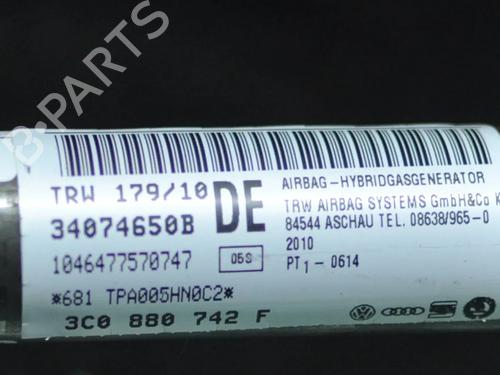 B-PARTS
TRW 179/10
34074650B
1046477570747
05S
*681 TPA005HN0C2*
3C0 880 742 F
DE
AIRBAG-HYBRIDGASGENERATOR
TRW AIRBAG SYSTEMS GmbH&Co K
84544 ASCHAU TEL. 08638/965-0
2010
PT1-0614